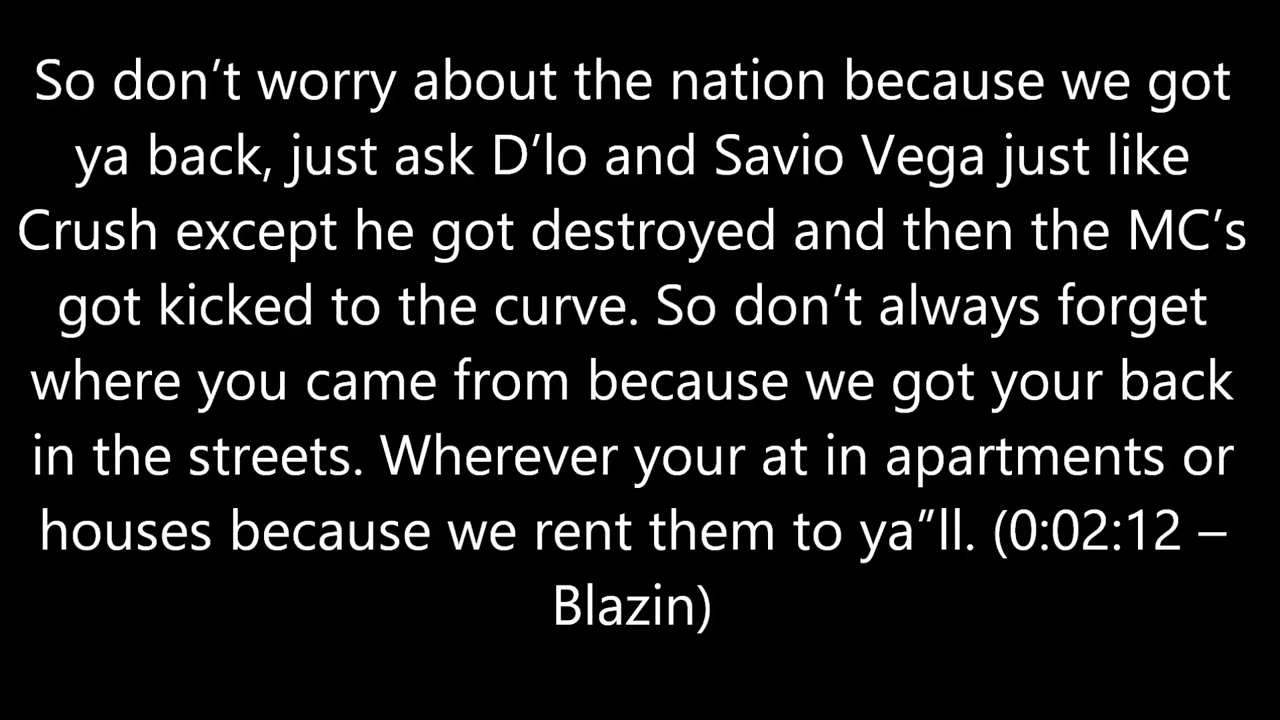 So don’t worry about the nation because we got
ya back, just ask D’lo and Savio Vega just like
Crush except he got destroyed and then the MC’s
got kicked to the curve. So don’t always forget
where you came from because we got your back
in the streets. Wherever your at in apartments or
houses because we rent them to ya”ll. (0:02:12 –
Blazin)